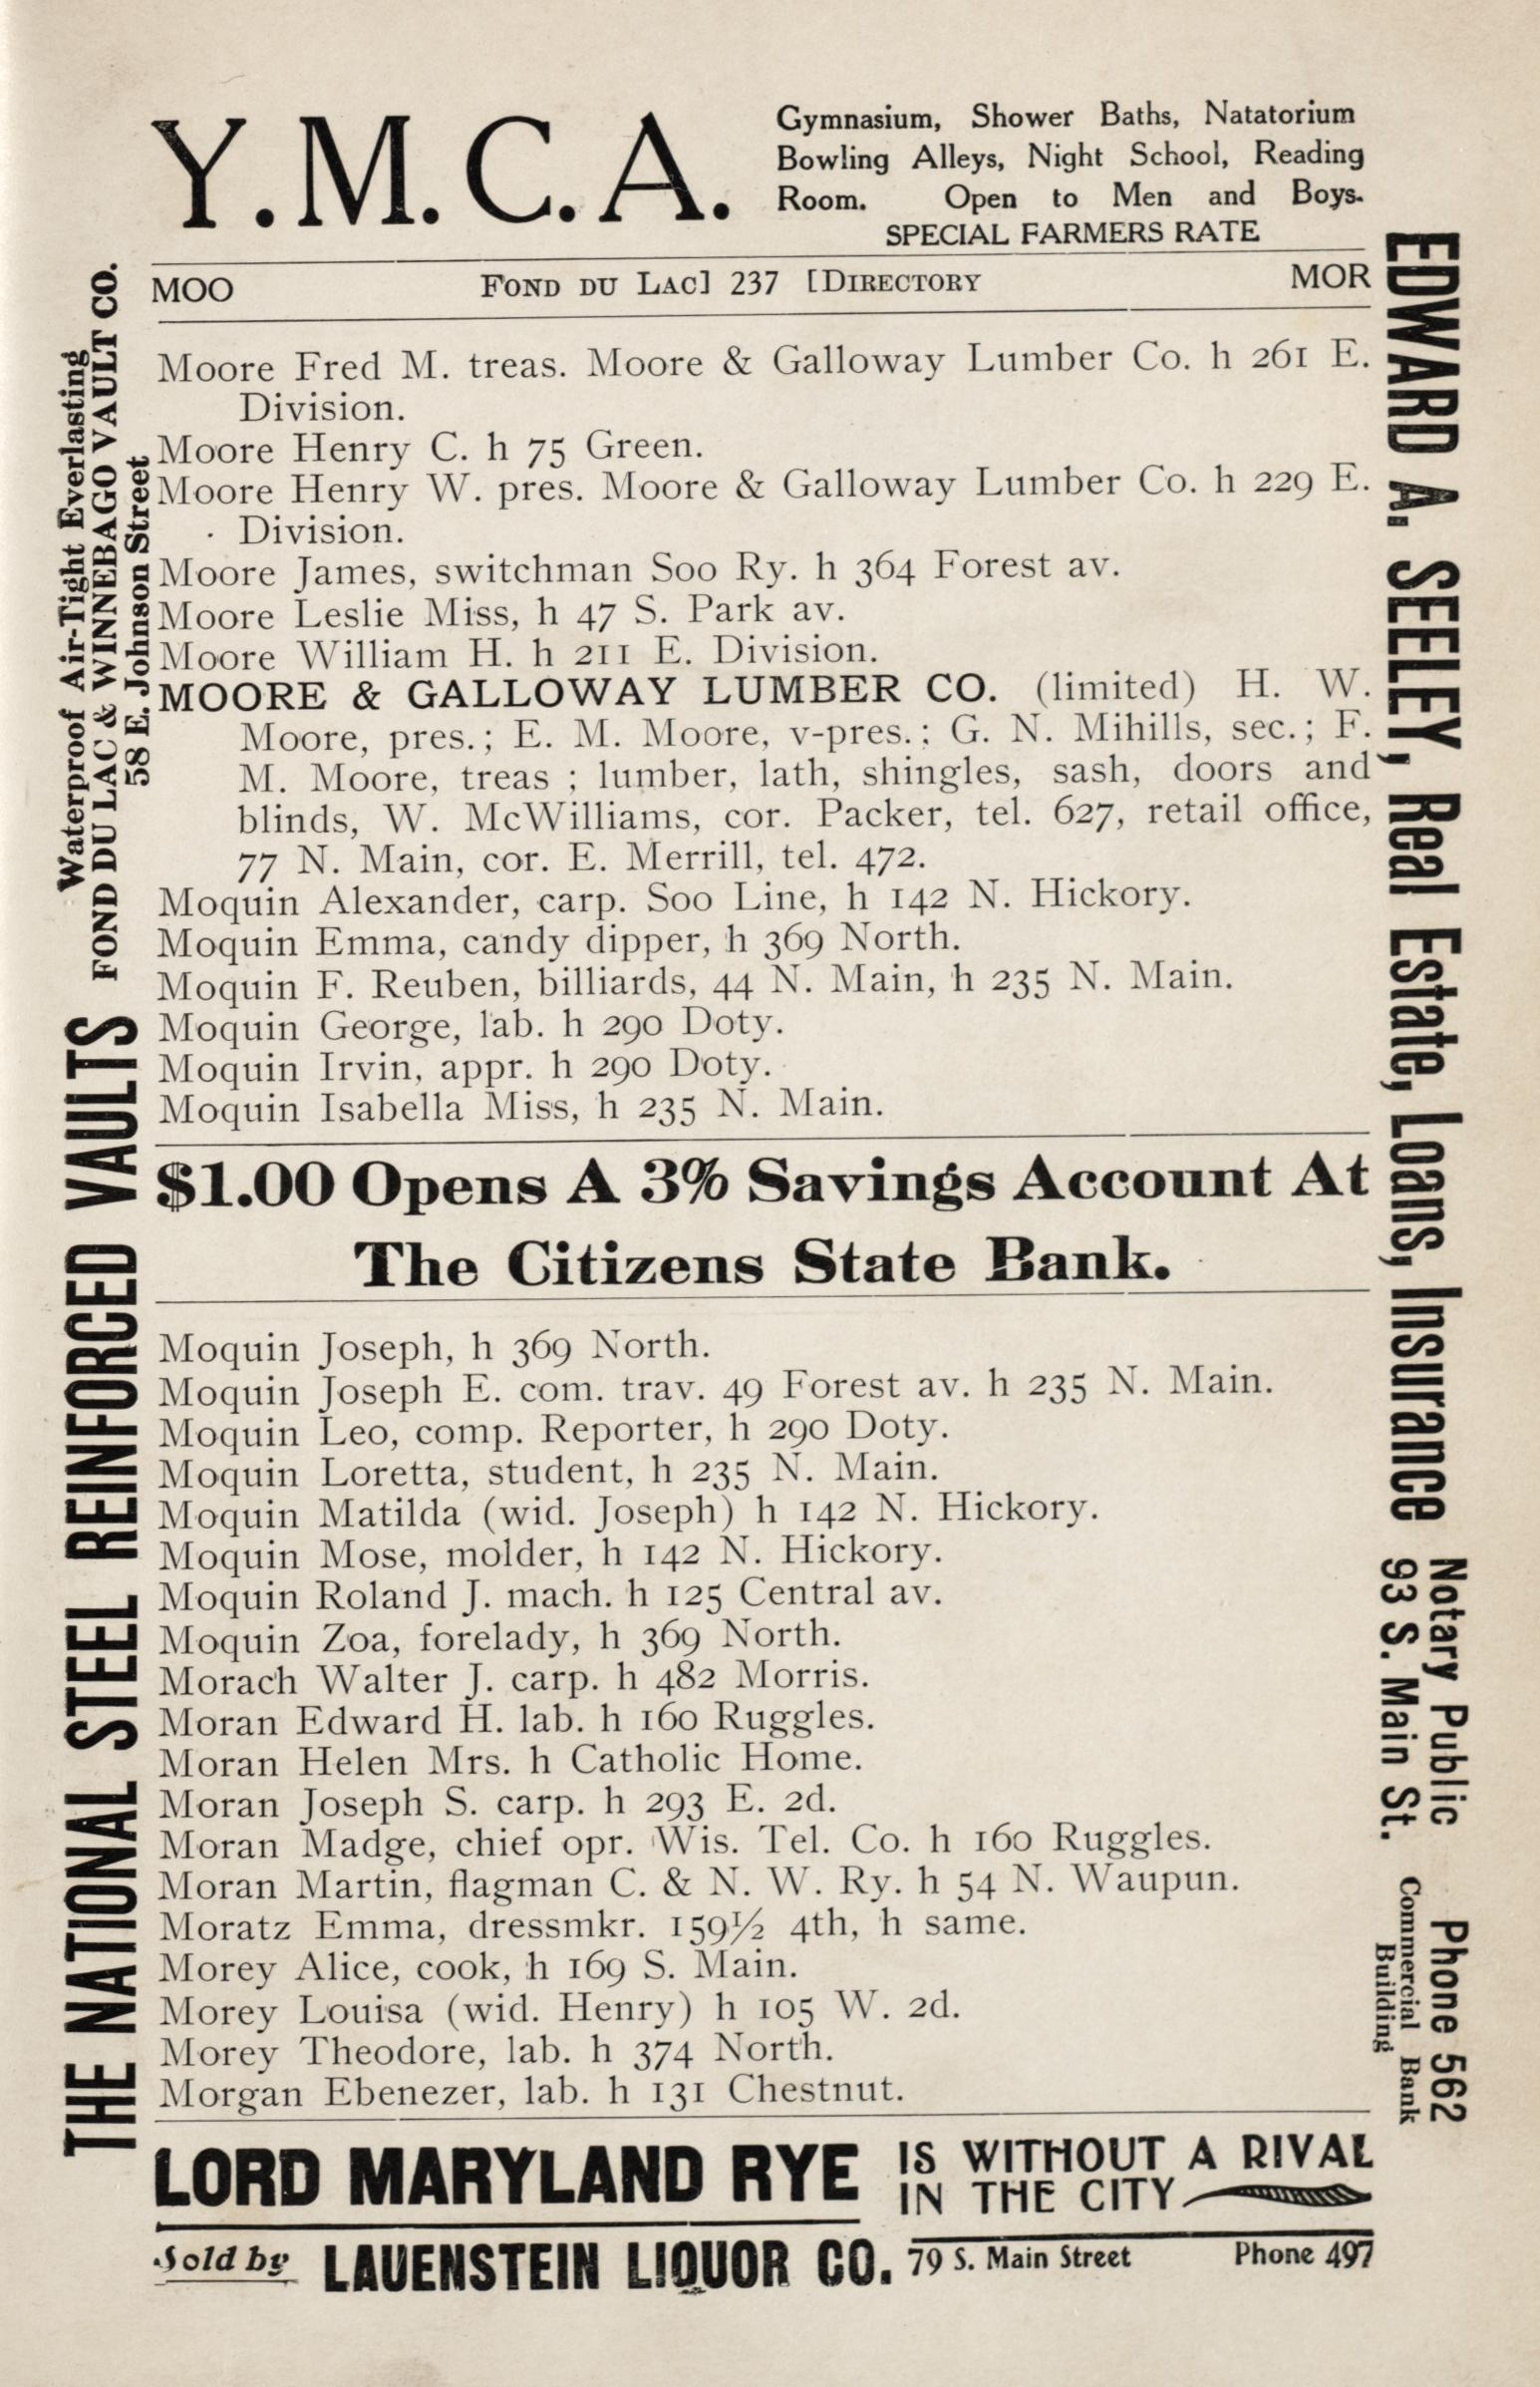 Y.M.C.A.
Gymnasium, Shower Baths, Natatorium
Bowling Alleys, Night School, Reading
Room. Open to Men and Boys.
SPECIAL FARMERS RATE
MOO FOND DU LAC] 237 [DIRECTORY MOR
Moore Fred M. treas. Moore & Galloway Lumber Co. h 261 E.
Division.
Moore Henry C. h 75 Green.
Moore Henry W. pres. Moore & Galloway Lumber Co. h 229 E.
Division.
Moore James, switchman Soo Ry. h 364 Forest av.
Moore Leslie Miss, h 47 S. Park av.
Moore William H. h 211 E. Division.
MOORE & GALLOWAY LUMBER CO. (limited) H. W.
Moore, pres.; E. M. Moore, v-pres.; G. N. Mihills, sec.; F.
M. Moore, treas ; lumber, lath, shingles, sash, doors and
blinds, W. McWilliams, cor. Packer, tel. 627, retail office,
77 N. Main, cor. E. Merrill, tel. 472.
Moquin Alexander, carp. Soo Line, h 142 N. Hickory.
Moquin Emma, candy dipper, h 369 North.
Moquin F. Reuben, billiards, 44 N. Main, h 235 N. Main.
Moquin George, lab. h 290 Doty.
Moquin Irvin, appr. h 290 Doty.
Moquin Isabella Miss, h 235 N. Main.
$1.00 Opens A 3% Savings Account At
The Citizens State Bank.
Moquin Joseph, h 369 North.
Moquin Joseph E. com. trav. 49 Forest av. h 235 N. Main.
Moquin Leo, comp. Reporter, h 290 Doty.
Moquin Loretta, student, h 235 N. Main.
Moquin Matilda (wid. Joseph) h 142 N. Hickory.
Moquin Mose, molder, h 142 N. Hickory.
Moquin Roland J. mach. h 125 Central av.
Moquin Zoa, forelady, h 369 North.
Morach Walter J. carp. h 482 Morris.
Moran Edward H. lab. h 160 Ruggles.
Moran Helen Mrs. h Catholic Home.
Moran Joseph S. carp. h 293 E. 2d.
Moran Madge, chief opr. Wis. Tel. Co. h 160 Ruggles.
Moran Martin, flagman C. & N. W. Ry. h 54 N. Waupun.
Moratz Emma, dressmkr. 159½ 4th, h same.
Morey Alice, cook, h 169 S. Main.
Morey Louisa (wid. Henry) h 105 W. 2d.
Morey Theodore, lab. h 374 North.
Morgan Ebenezer, lab. h 131 Chestnut.
LORD MARYLAND RYE
IS WITHOUT A RIVAL
IN THE CITY
Sold by LAUENSTEIN LIQUOR CO. 79 S. Main Street Phone 497
THE NATIONAL STEEL REINFORCED VAULTS
Waterproof Air-Tight Everlasting
FOND DU LAC & WINNEBAGO VAULT CO.
58 E. Johnson Street
EDWARD A. SEELEY, Real Estate, Loans, Insurance
Notary Public
93 S. Main St.
Phone 562
Commercial Bank
Building